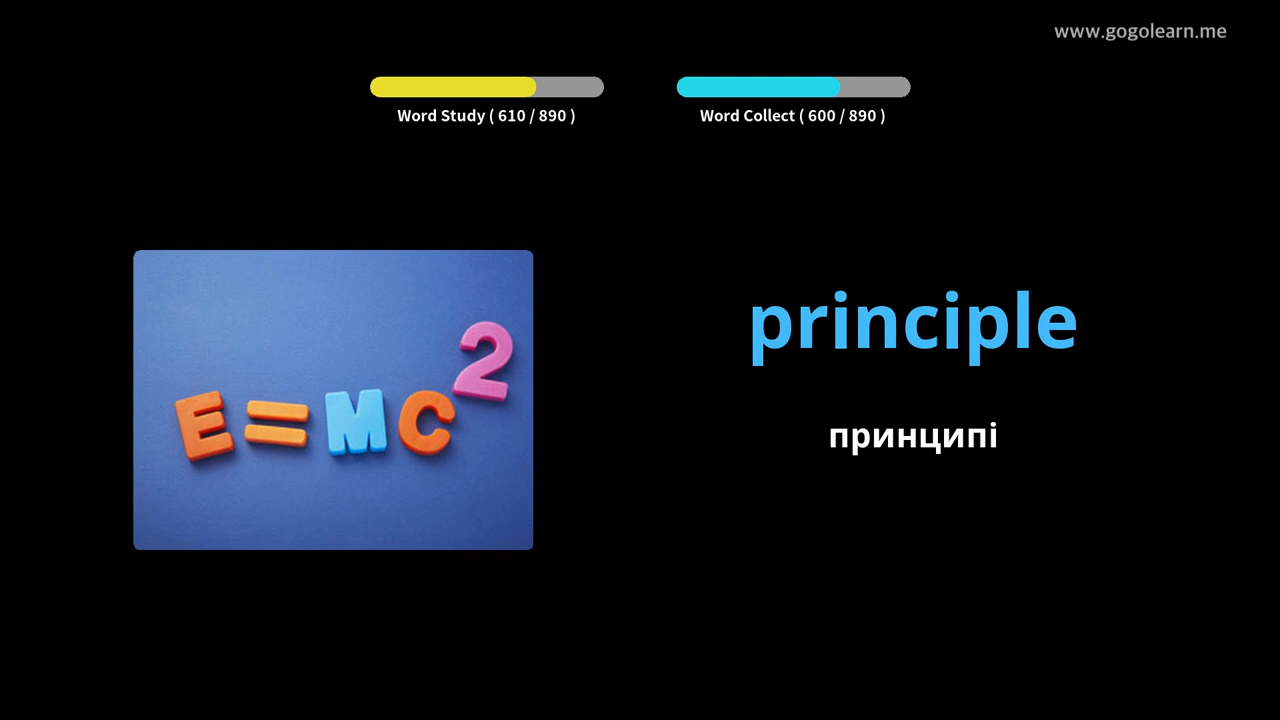 www.gogolearn.me
Word Study ( 610 / 890 )
Word Collect ( 600 / 890 )
E=MC2
principle
принципі